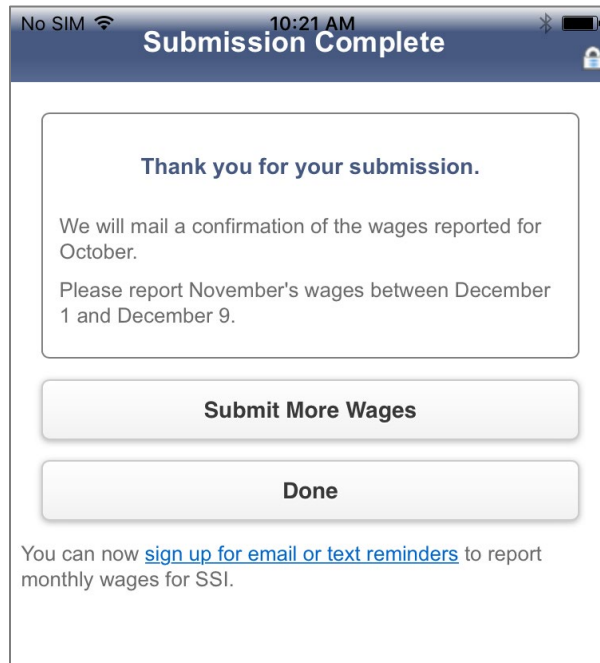 No SIM 10:21 AM
Submission Complete
Thank you for your submission.
We will mail a confirmation of the wages reported for
October.
Please report November's wages between December
1 and December 9.
Submit More Wages
Done
You can now sign up for email or text reminders to report
monthly wages for SSI.